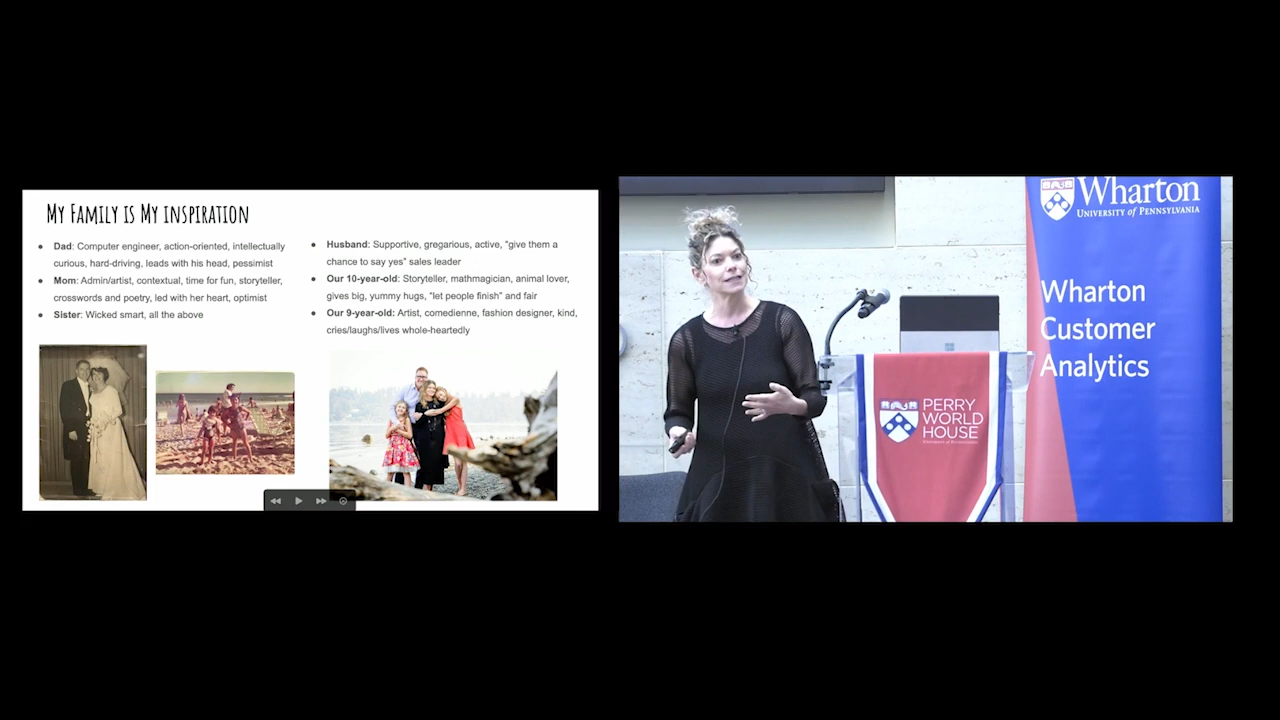 My Family is My inspiration
● Dad: Computer engineer, action-oriented, intellectually
curious, hard-driving, leads with his head, pessimist
● Mom: Admin/artist, contextual, time for fun, storyteller,
crosswords and poetry, led with her heart, optimist
● Sister: Wicked smart, all the above
● Husband: Supportive, gregarious, active, "give them a
chance to say yes" sales leader
● Our 10-year-old: Storyteller, mathmagician, animal lover,
gives big, yummy hugs, "let people finish" and fair
● Our 9-year-old: Artist, comedienne, fashion designer, kind,
cries/laughs/lives whole-heartedly
Wharton
UNIVERSITY of PENNSYLVANIA
Wharton
Customer
Analytics
PERRY
WORLD
HOUSE